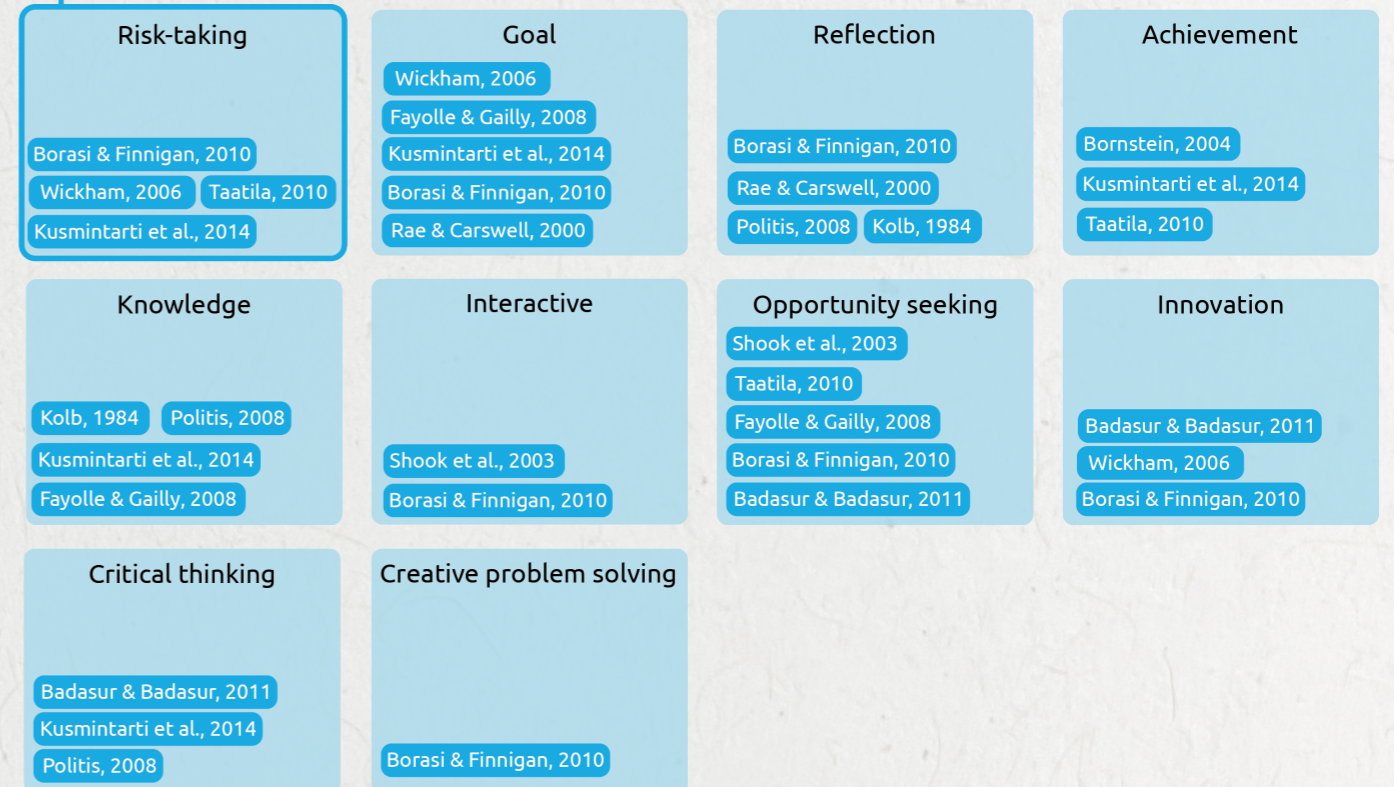 Risk-taking
Borasi & Finnigan, 2010
Wickham, 2006
Taatila, 2010
Kusmintarti et al., 2014
Goal
Wickham, 2006
Fayolle & Gailly, 2008
Kusmintarti et al., 2014
Borasi & Finnigan, 2010
Rae & Carswell, 2000
Reflection
Borasi & Finnigan, 2010
Rae & Carswell, 2000
Politis, 2008
Kolb, 1984
Achievement
Bornstein, 2004
Kusmintarti et al., 2014
Taatila, 2010
Knowledge
Kolb, 1984
Politis, 2008
Kusmintarti et al., 2014
Fayolle & Gailly, 2008
Interactive
Shook et al., 2003
Borasi & Finnigan, 2010
Opportunity seeking
Shook et al., 2003
Taatila, 2010
Fayolle & Gailly, 2008
Borasi & Finnigan, 2010
Badasur & Badasur, 2011
Innovation
Badasur & Badasur, 2011
Wickham, 2006
Borasi & Finnigan, 2010
Critical thinking
Badasur & Badasur, 2011
Kusmintarti et al., 2014
Politis, 2008
Creative problem solving
Borasi & Finnigan, 2010